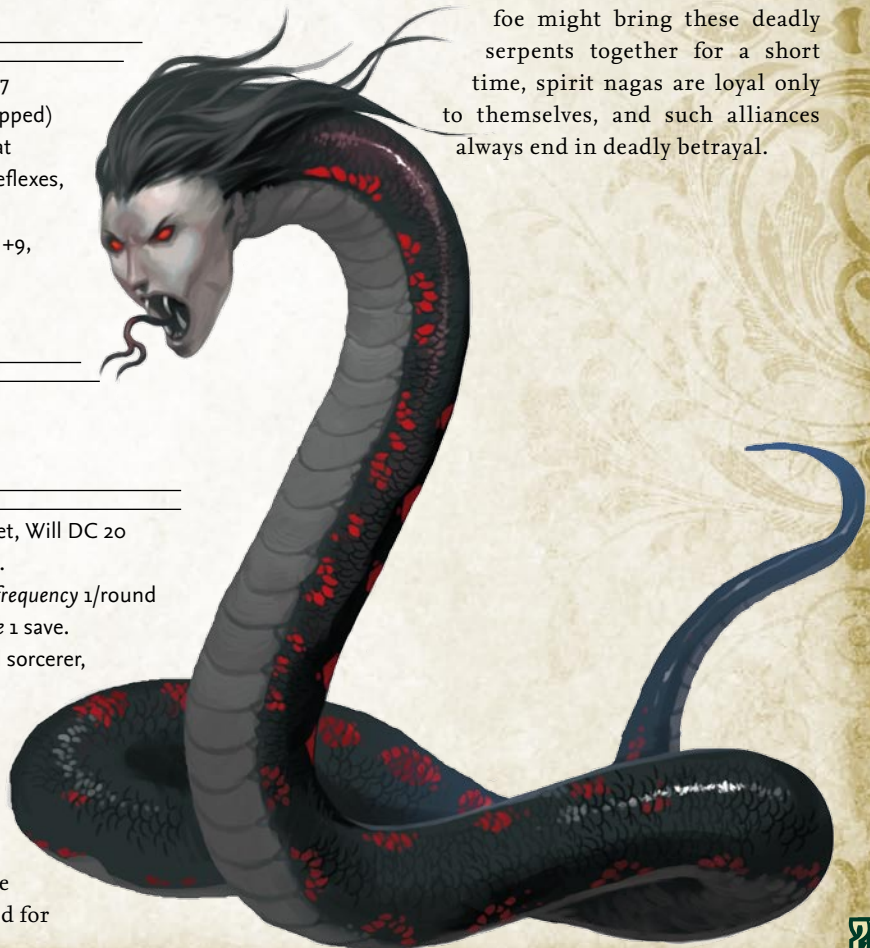 7
pped)
at
eflexes,
+9,
et, Will DC 20
.
frequency 1/round
e 1 save.
sorcerer,
e
d for
foe might bring these deadly
serpents together for a short
time, spirit nagas are loyal only
to themselves, and such alliances
always end in deadly betrayal.